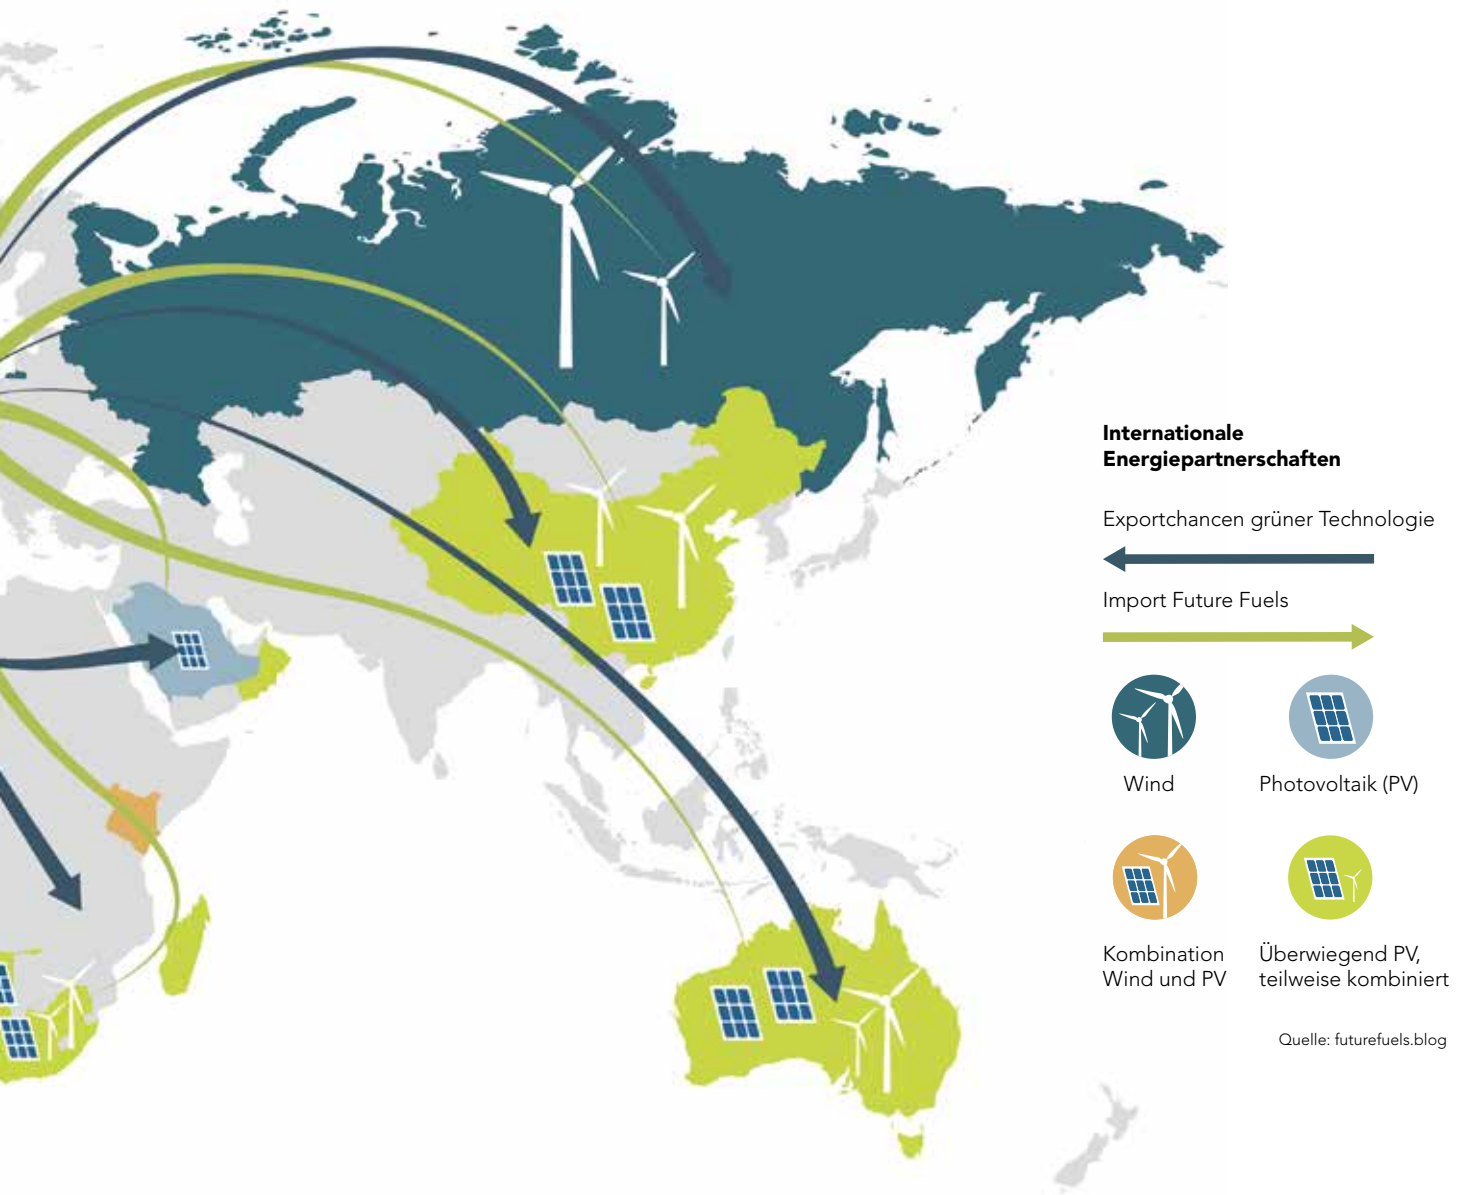 Internationale
Energiepartnerschaften
Exportchancen grüner Technologie
Import Future Fuels
Wind
Photovoltaik (PV)
Kombination
Wind und PV
Überwiegend PV,
teilweise kombiniert
Quelle: futurefuels.blog